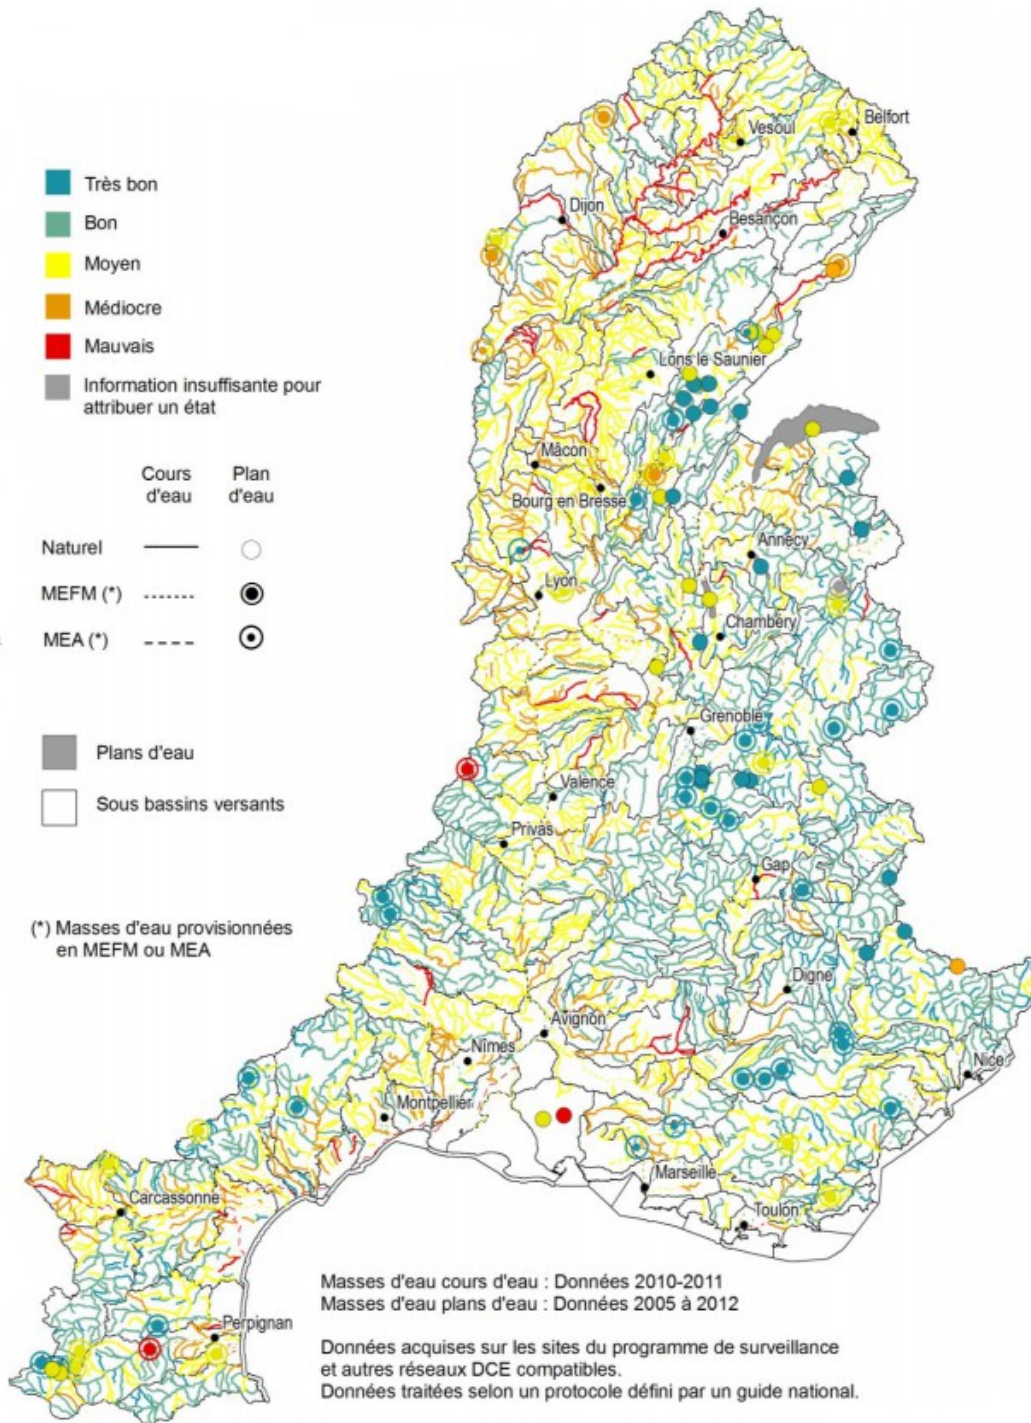 Très bon
Bon
Moyen
Médiocre
Mauvais
Information insuffisante pour
attribuer un état
Cours
d'eau
Plan
d'eau
Naturel
MEFM (*)
MEA (*)
Plans d'eau
Sous bassins versants
(*) Masses d'eau provisionnées
en MEFM ou MEA
Belfort
Vesoul
Dijon
Besançon
Lons le Saunier
Mâcon
Bourg en Bresse
Annecy
Lyon
Chambéry
Grenoble
Valence
Privas
Gap
Digne
Avignon
Nîmes
Nice
Montpellier
Marseille
Carcassonne
Toulon
Perpignan
Masses d'eau cours d'eau : Données 2010-2011
Masses d'eau plans d'eau : Données 2005 à 2012
Données acquises sur les sites du programme de surveillance
et autres réseaux DCE compatibles.
Données traitées selon un protocole défini par un guide national.